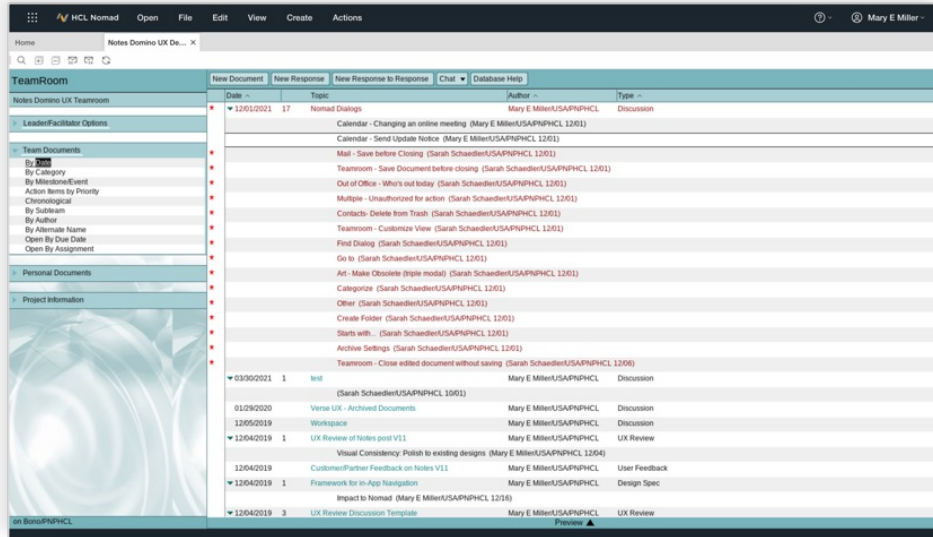 HCL Nomad Open File Edit View Create Actions Mary E Miller
Home Notes Domino UX De... ×
TeamRoom
New Document New Response New Response to Response Chat Database Help
Notes Domino UX Teamroom
Leader/Facilitator Options
Team Documents
By Date
By Category
By Milestone/Event
Action Items by Priority
Chronological
By Subteam
By Author
By Alternate Name
Open By Due Date
Open By Assignment
Personal Documents
Project Information
on Bono/PNPHCL
Date Topic Author Type
12/01/2021 17 Nomad Dialogs Mary E Miller/USA/PNPHCL Discussion
Calendar - Changing an online meeting (Mary E Miller/USA/PNPHCL 12/01)
Calendar - Send Update Notice (Mary E Miller/USA/PNPHCL 12/01)
Mail - Save before Closing (Sarah Schaedler/USA/PNPHCL 12/01)
Teamroom - Save Document before closing (Sarah Schaedler/USA/PNPHCL 12/01)
Out of Office - Who's out today (Sarah Schaedler/USA/PNPHCL 12/01)
Multiple - Unauthorized for action (Sarah Schaedler/USA/PNPHCL 12/01)
Contacts- Delete from Trash (Sarah Schaedler/USA/PNPHCL 12/01)
Teamroom - Customize View (Sarah Schaedler/USA/PNPHCL 12/01)
Find Dialog (Sarah Schaedler/USA/PNPHCL 12/01)
Go to (Sarah Schaedler/USA/PNPHCL 12/01)
Art - Make Obsolete (triple modal) (Sarah Schaedler/USA/PNPHCL 12/01)
Categorize (Sarah Schaedler/USA/PNPHCL 12/01)
Other (Sarah Schaedler/USA/PNPHCL 12/01)
Create Folder (Sarah Schaedler/USA/PNPHCL 12/01)
Starts with... (Sarah Schaedler/USA/PNPHCL 12/01)
Archive Settings (Sarah Schaedler/USA/PNPHCL 12/01)
Teamroom - Close edited document without saving (Sarah Schaedler/USA/PNPHCL 12/06)
03/30/2021 1 test Mary E Miller/USA/PNPHCL Discussion
(Sarah Schaedler/USA/PNPHCL 10/01)
01/29/2020 Verse UX - Archived Documents Mary E Miller/USA/PNPHCL Discussion
12/05/2019 Workspace Mary E Miller/USA/PNPHCL Discussion
12/04/2019 1 UX Review of Notes post V11 Mary E Miller/USA/PNPHCL UX Review
Visual Consistency: Polish to existing designs (Mary E Miller/USA/PNPHCL 12/04)
12/04/2019 Customer/Partner Feedback on Notes V11 Mary E Miller/USA/PNPHCL User Feedback
12/04/2019 1 Framework for in-App Navigation Mary E Miller/USA/PNPHCL Design Spec
Impact to Nomad (Mary E Miller/USA/PNPHCL 12/16)
12/04/2019 3 UX Review Discussion Template Mary E Miller/USA/PNPHCL UX Review
Preview